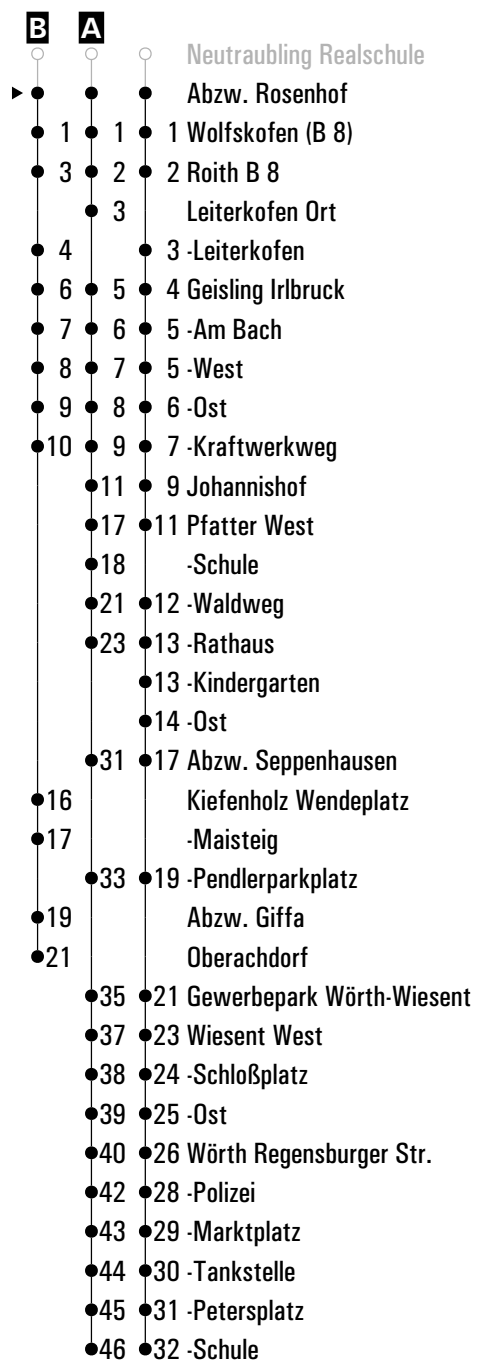 B A
Neutraubling Realschule
Abzw. Rosenhof
1 1 1 Wolfskofen (B 8)
3 2 2 Roith B 8
3 Leiterkofen Ort
4 3 -Leiterkofen
6 5 4 Geisling Irlbruck
7 6 5 -Am Bach
8 7 5 -West
9 8 6 -Ost
10 9 7 -Kraftwerkweg
11 9 Johannishof
17 11 Pfatter West
18 -Schule
21 12 -Waldweg
23 13 -Rathaus
13 -Kindergarten
14 -Ost
31 17 Abzw. Seppenhausen
16 Kiefenholz Wendeplatz
17 -Maisteig
33 19 -Pendlerparkplatz
19 Abzw. Giffa
21 Oberachdorf
35 21 Gewerbepark Wörth-Wiesent
37 23 Wiesent West
38 24 -Schloßplatz
39 25 -Ost
40 26 Wörth Regensburger Str.
42 28 -Polizei
43 29 -Marktplatz
44 30 -Tankstelle
45 31 -Petersplatz
46 32 -Schule